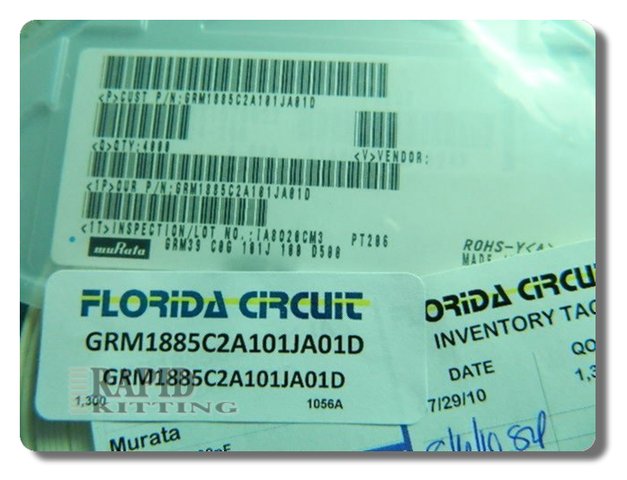 <P>CUST P/N:GRM1885C2A101JA01D
<Q>QTY:4000
<V>VENDOR:
<1P>OUR P/N:GRM1885C2A101JA01D
<1T>INSPECTION/LOT NO.:IA8020CM3 PT206
muRata GRM39 C0G 101J 100 D500
ROHS-Y<A>
MADE
FLORIDA CIRCUIT
GRM1885C2A101JA01D
GRM1885C2A101JA01D
RAPID
KITTING
1,300 1056A
Murata
ORIDA CIRCU
INVENTORY TAG
DATE QO
7/29/10 1,3